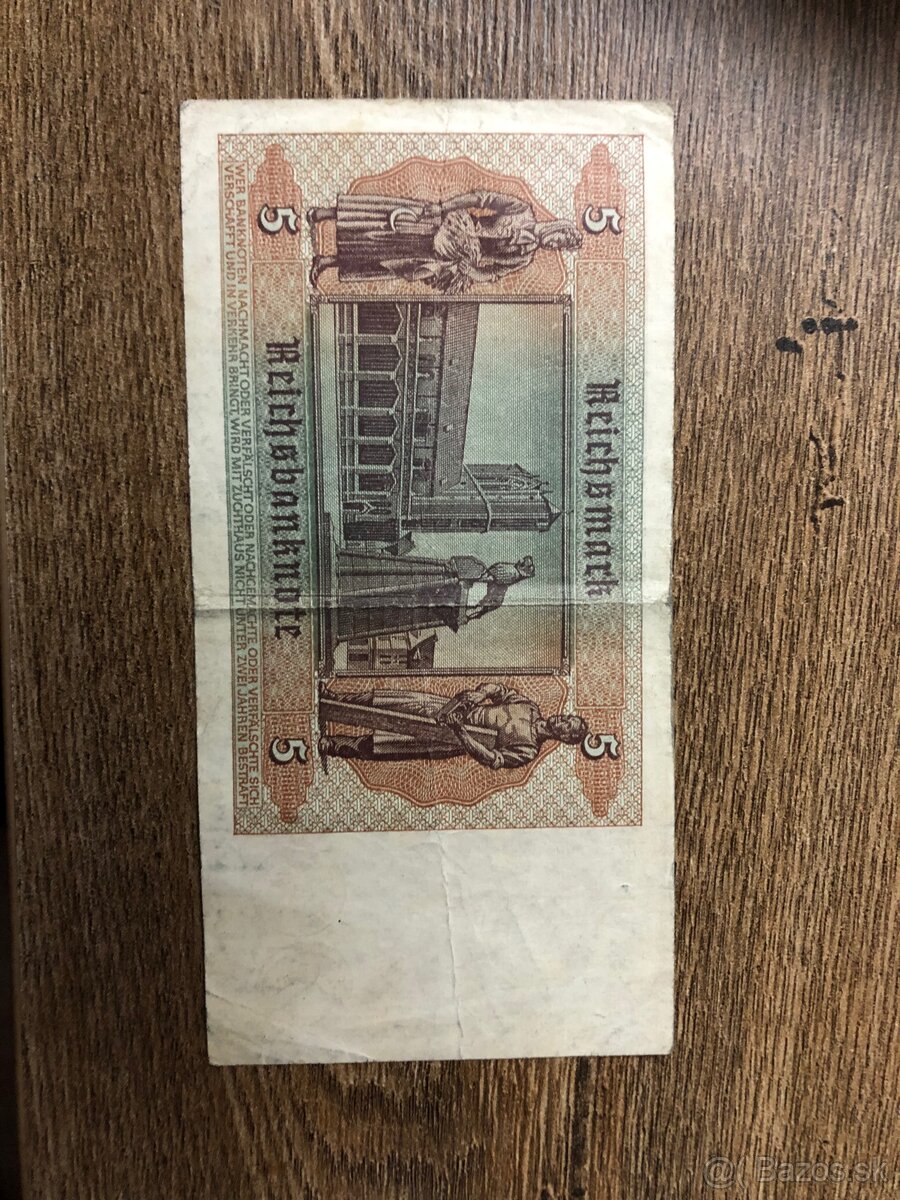 5 Reichsmark 5
5 Reichsbanknote 5
WER BANKNOTEN NACHMACHT ODER VERFÄLSCHT ODER NACHGEMACHTE ODER VERFÄLSCHTE SICH
VERSCHAFFT UND IN VERKEHR BRINGT, WIRD MIT ZUCHTHAUS NICHT UNTER ZWEI JAHREN BESTRAFT
@( Bazos.sk